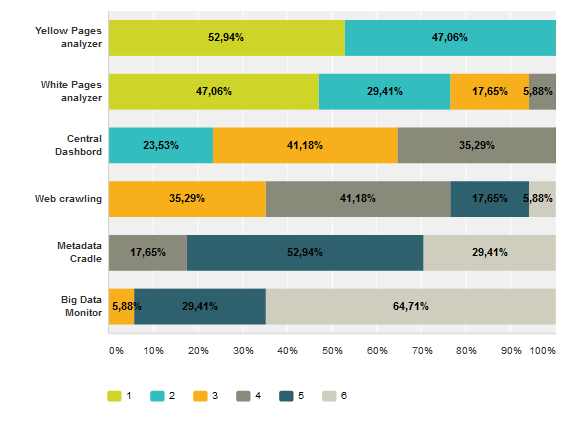 Yellow Pages
analyzer
52,94% 47,06%
White Pages
analyzer
47,06% 29,41% 17,65% 5,88%
Central
Dashbord
23,53% 41,18% 35,29%
Web crawling
35,29% 41,18% 17,65% 5,88%
Metadata
Cradle
17,65% 52,94% 29,41%
Big Data
Monitor
5,88% 29,41% 64,71%
0% 10% 20% 30% 40% 50% 60% 70% 80% 90% 100%
1 2 3 4 5 6